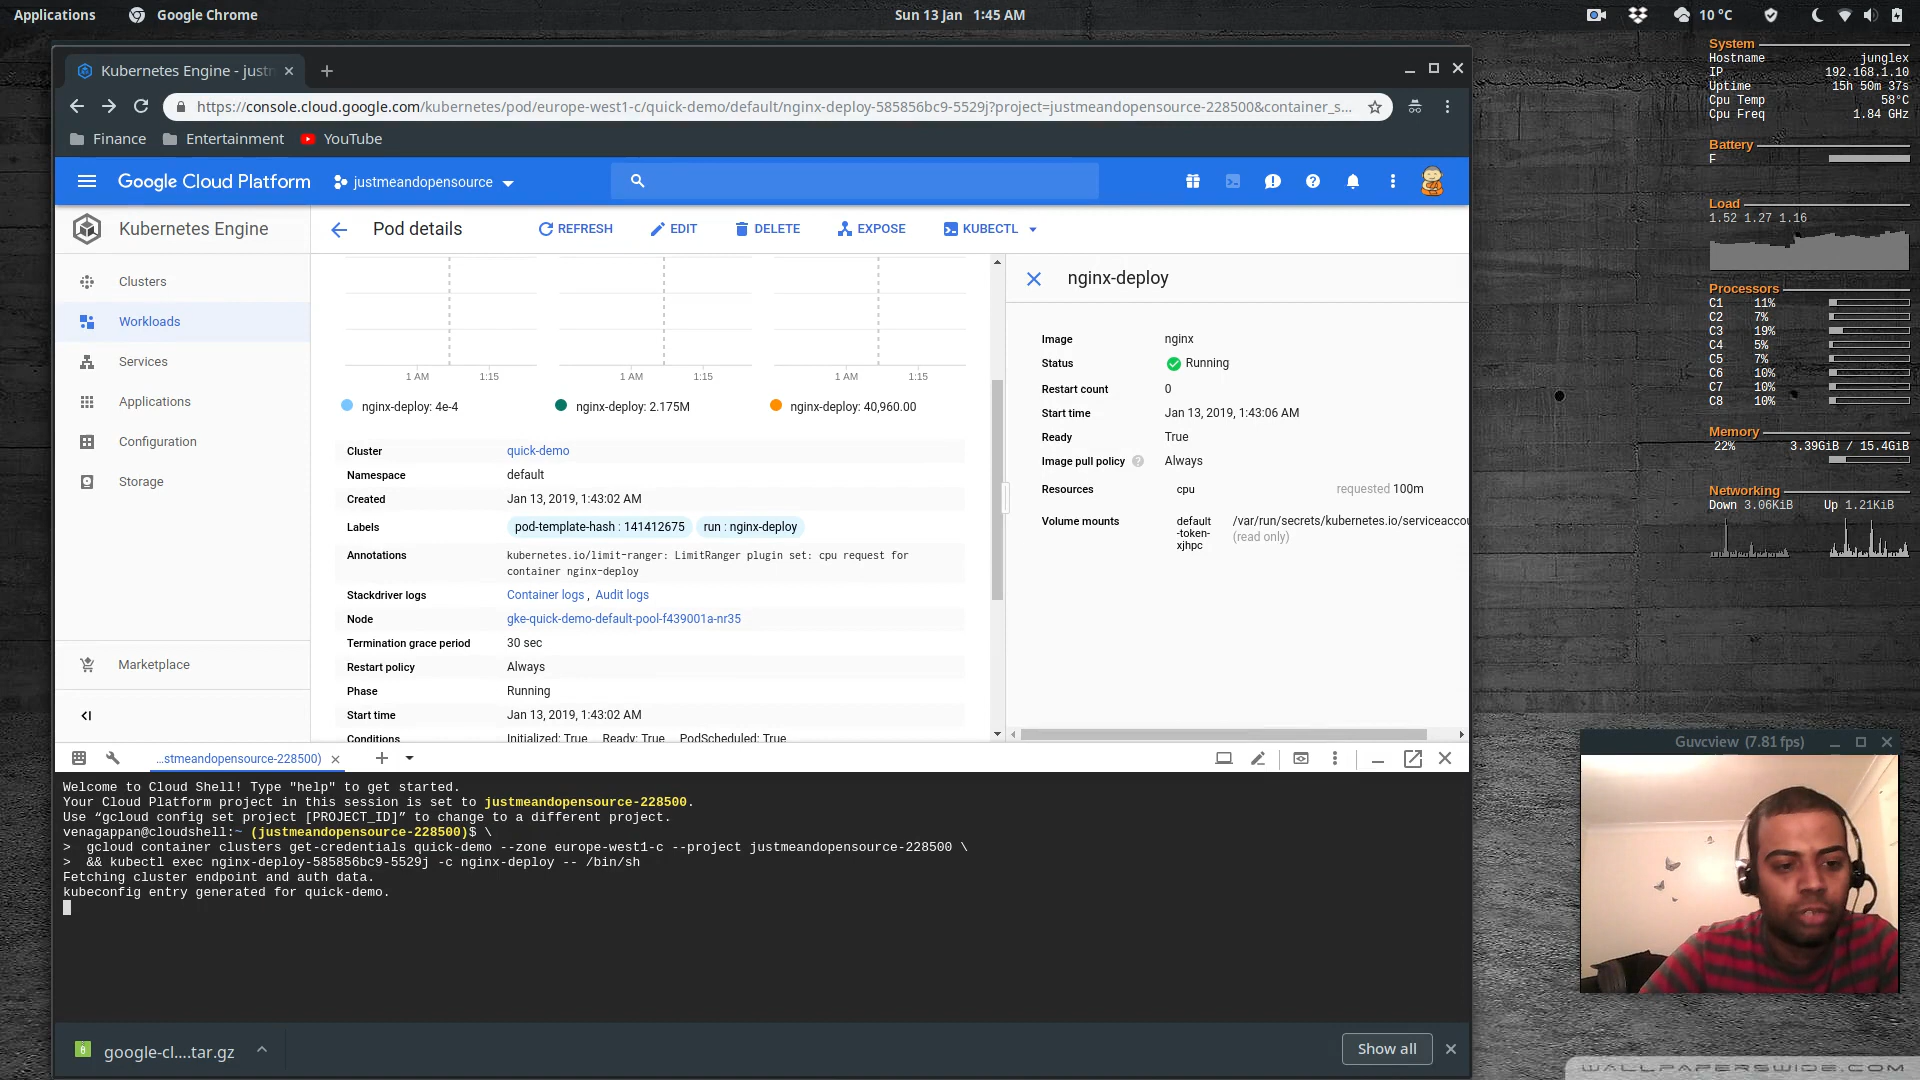 Applications
Google Chrome
Sun 13 Jan 1:45 AM
10 °C
Kubernetes Engine - justm
https://console.cloud.google.com/kubernetes/pod/europe-west1-c/quick-demo/default/nginx-deploy-585856bc9-5529j?project=justmeandopensource-228500&container_s...
Finance
Entertainment
YouTube
Google Cloud Platform
justmeandopensource
Kubernetes Engine
Pod details
REFRESH
EDIT
DELETE
EXPOSE
KUBECTL
Clusters
Workloads
Services
Applications
Configuration
Storage
Marketplace
1 AM 1:15
1 AM 1:15
1 AM 1:15
nginx-deploy: 4e-4
nginx-deploy: 2.175M
nginx-deploy: 40,960.00
Cluster quick-demo
Namespace default
Created Jan 13, 2019, 1:43:02 AM
Labels pod-template-hash : 141412675 run : nginx-deploy
Annotations kubernetes.io/limit-ranger: LimitRanger plugin set: cpu request for
container nginx-deploy
Stackdriver logs Container logs , Audit logs
Node gke-quick-demo-default-pool-f439001a-nr35
Termination grace period 30 sec
Restart policy Always
Phase Running
Start time Jan 13, 2019, 1:43:02 AM
Conditions Initialized: True Ready: True PodScheduled: True
nginx-deploy
Image nginx
Status Running
Restart count 0
Start time Jan 13, 2019, 1:43:06 AM
Ready True
Image pull policy Always
Resources cpu requested 100m
Volume mounts default /var/run/secrets/kubernetes.io/serviceaccou
-token- (read only)
xjhpc
...stmeandopensource-228500)
Welcome to Cloud Shell! Type "help" to get started.
Your Cloud Platform project in this session is set to justmeandopensource-228500.
Use “gcloud config set project [PROJECT_ID]” to change to a different project.
venagappan@cloudshell:~ (justmeandopensource-228500)$ \
>  gcloud container clusters get-credentials quick-demo --zone europe-west1-c --project justmeandopensource-228500 \
>  && kubectl exec nginx-deploy-585856bc9-5529j -c nginx-deploy -- /bin/sh
Fetching cluster endpoint and auth data.
kubeconfig entry generated for quick-demo.
google-cl....tar.gz
Show all
System
Hostname junglex
IP 192.168.1.10
Uptime 15h 50m 37s
Cpu Temp 58°C
Cpu Freq 1.84 GHz
Battery
F
Load
1.52 1.27 1.16
Processors
C1 11%
C2 7%
C3 19%
C4 5%
C5 7%
C6 10%
C7 10%
C8 10%
Memory
22% 3.39GiB / 15.4GiB
Networking
Down 3.06KiB Up 1.21KiB
Guvcview (7.81 fps)
WALLPAPERSWIDE.COM